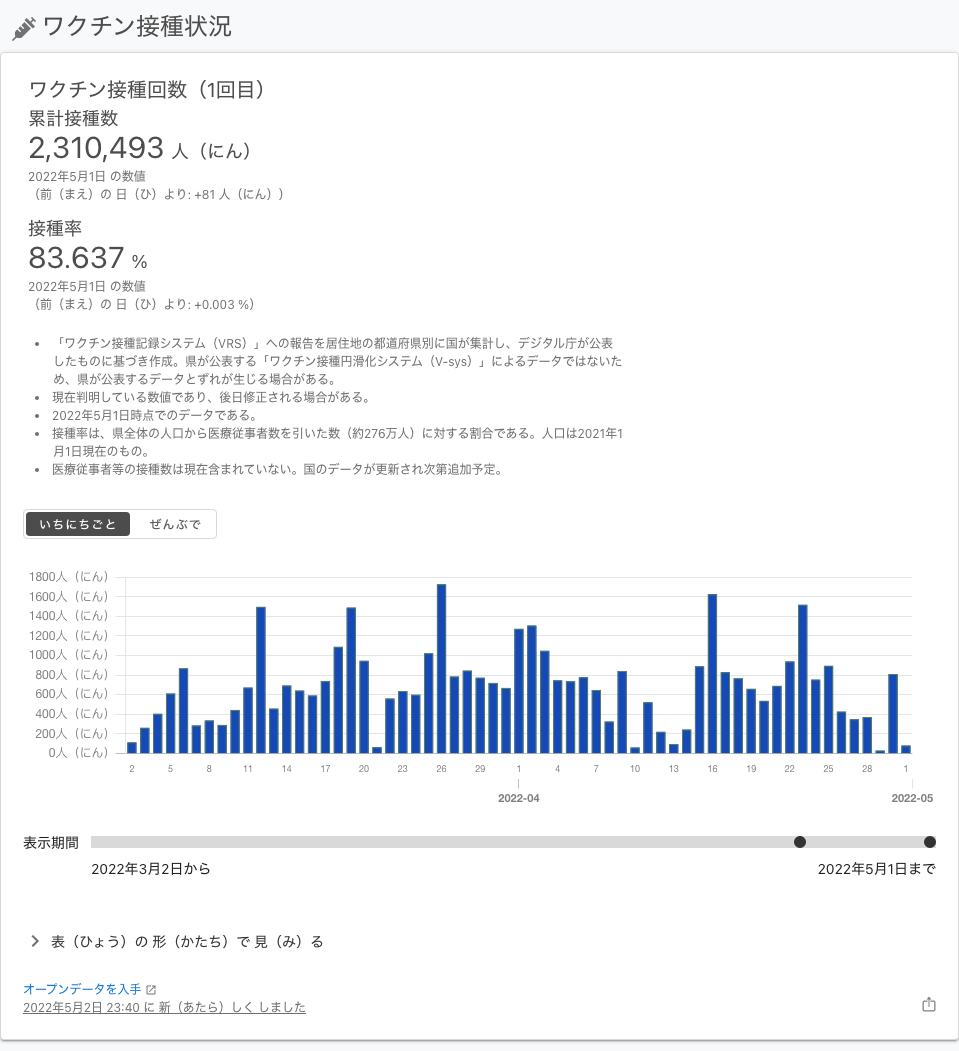 ワクチン接種状況
ワクチン接種回数（1回目）
累計接種数
2,310,493 人（にん）
2022年5月1日 の数値
（前（まえ）の 日（ひ）より: +81 人（にん））
接種率
83.637 %
2022年5月1日 の数値
（前（まえ）の 日（ひ）より: +0.003 %）
• 「ワクチン接種記録システム（VRS）」への報告を居住地の都道府県別に国が集計し、デジタル庁が公表
したものに基づき作成。県が公表する「ワクチン接種円滑化システム（V-sys）」によるデータではないた
め、県が公表するデータとずれが生じる場合がある。
• 現在判明している数値であり、後日修正される場合がある。
• 2022年5月1日時点でのデータである。
• 接種率は、県全体の人口から医療従事者数を引いた数（約276万人）に対する割合である。人口は2021年1
月1日現在のもの。
• 医療従事者等の接種数は現在含まれていない。国のデータが更新され次第追加予定。
いちにちごと ぜんぶで
1800人（にん）
1600人（にん）
1400人（にん）
1200人（にん）
1000人（にん）
800人（にん）
600人（にん）
400人（にん）
200人（にん）
0人（にん）
2 5 8 11 14 17 20 23 26 29 1 4 7 10 13 16 19 22 25 28 1
2022-04 2022-05
表示期間
2022年3月2日から 2022年5月1日まで
表（ひょう）の 形（かたち）で 見（み）る
オープンデータを入手
2022年5月2日 23:40 に 新（あたら）しく しました